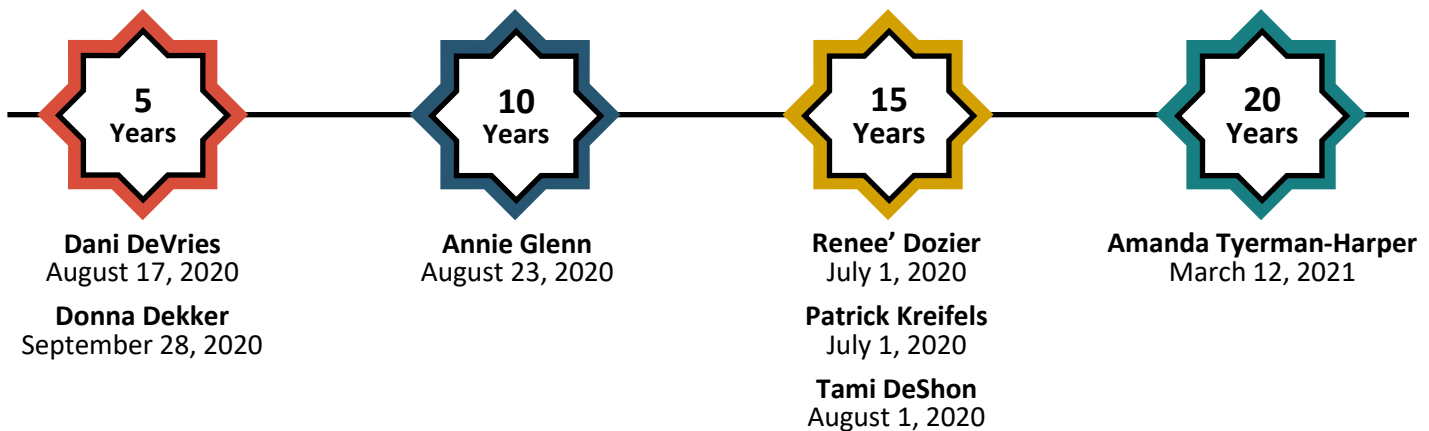 5
Years
10
Years
15
Years
20
Years
Dani DeVries
August 17, 2020
Donna Dekker
September 28, 2020
Annie Glenn
August 23, 2020
Renee’ Dozier
July 1, 2020
Patrick Kreifels
July 1, 2020
Tami DeShon
August 1, 2020
Amanda Tyerman-Harper
March 12, 2021